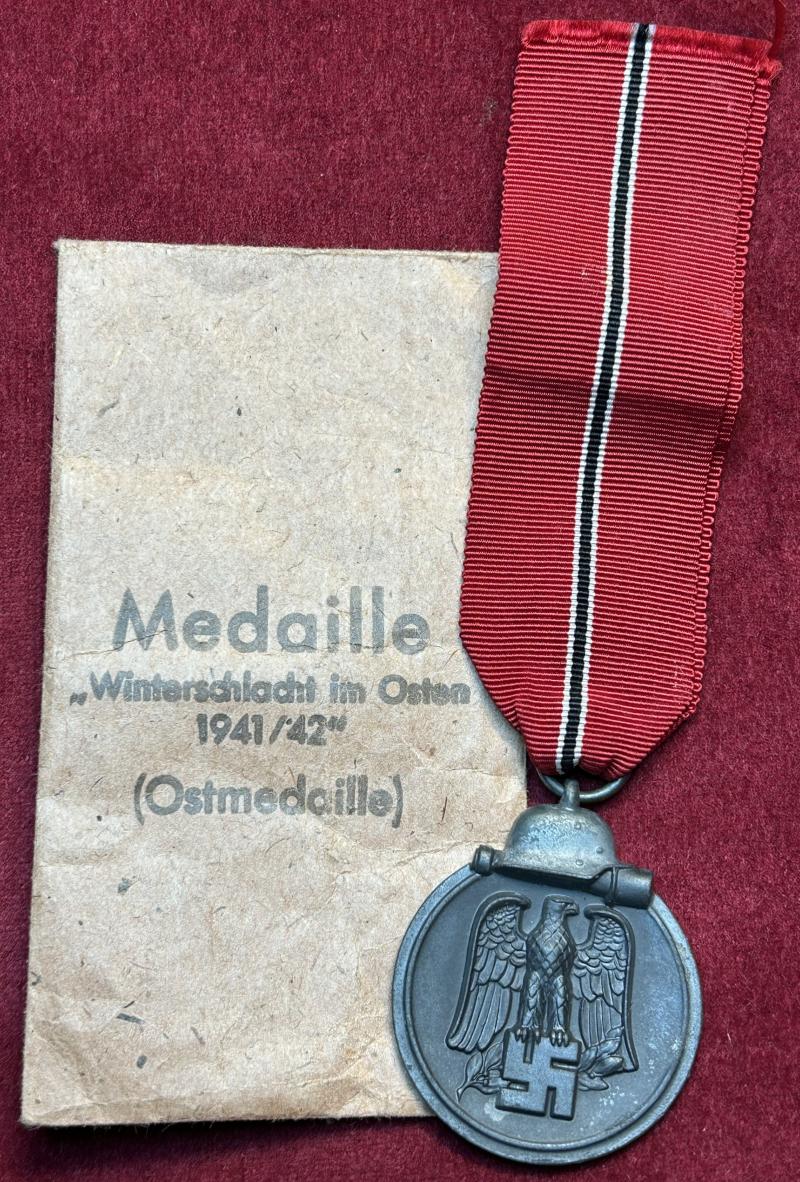 Medaille
„Winterschlacht im Osten
1941/42"
(Ostmedaille)